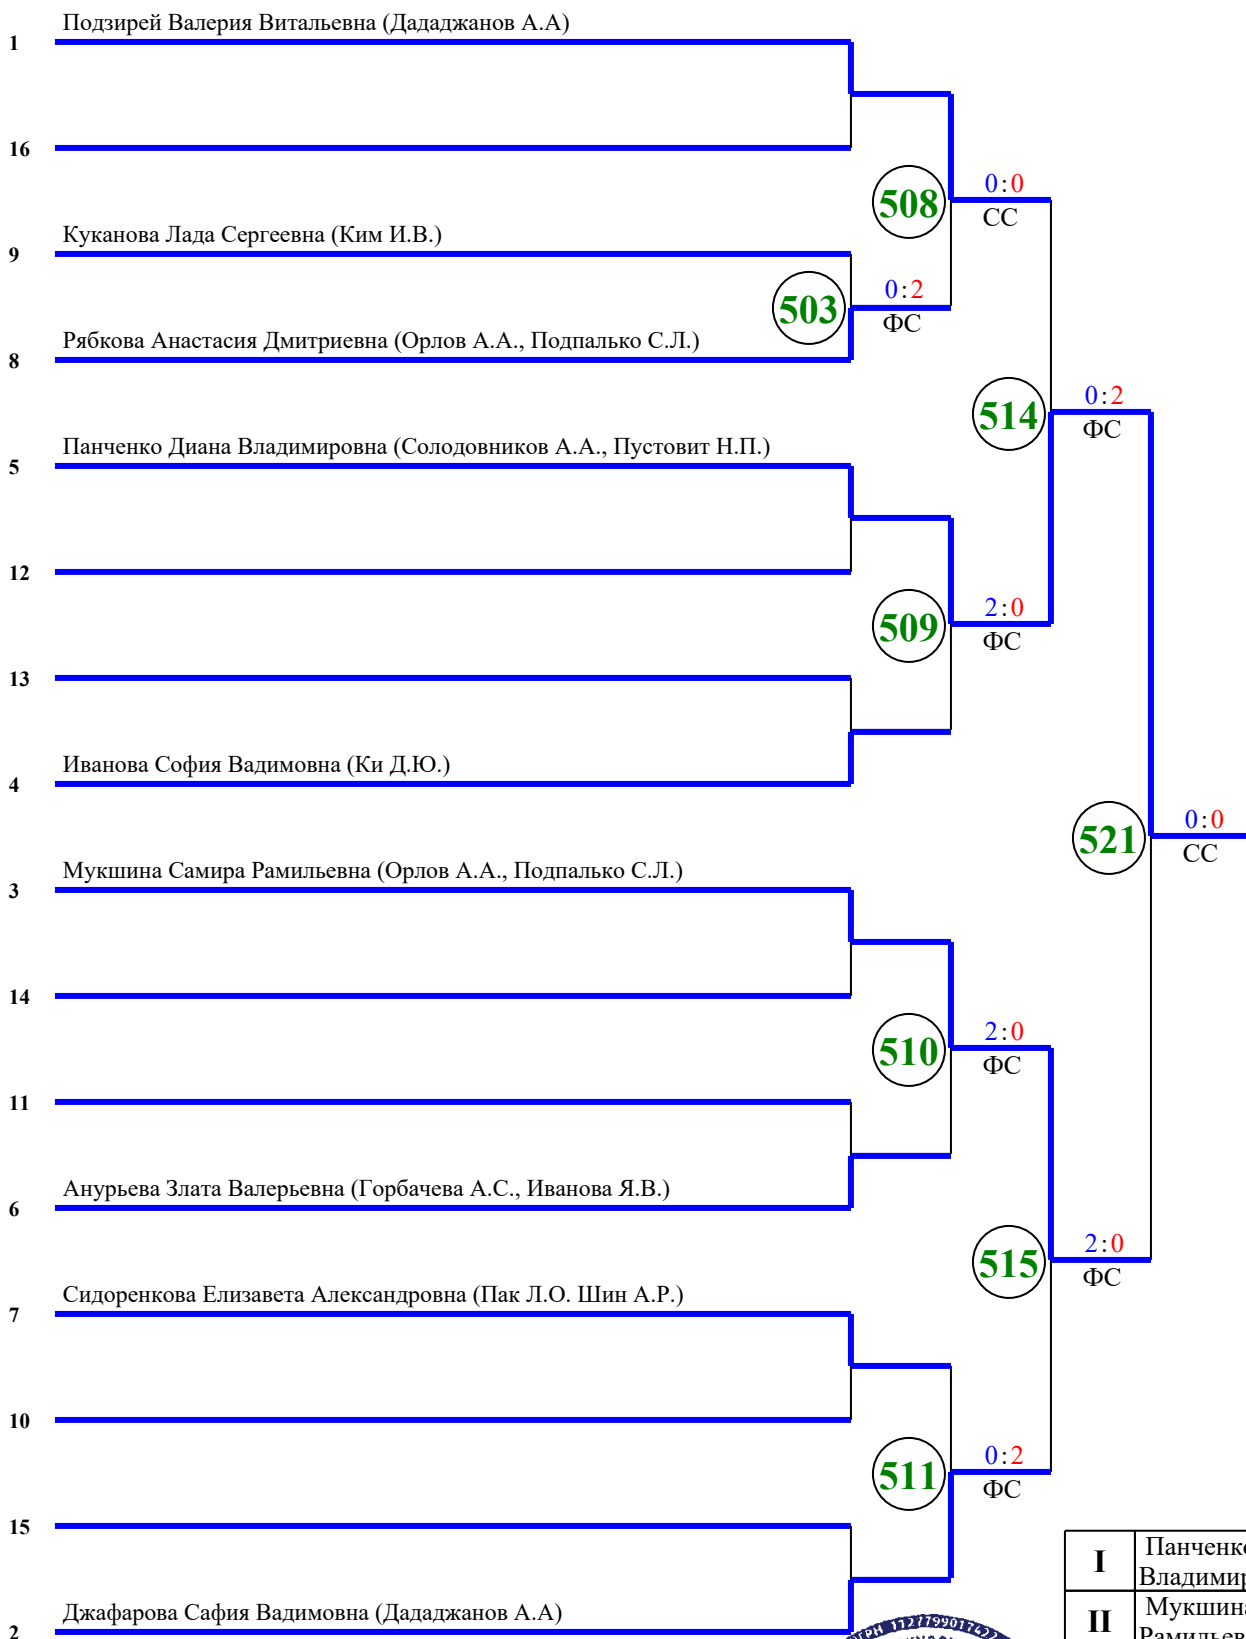 Подзирей Валерия Витальевна (Дададжанов А.А)
1
16
508
0:0
СС
Куканова Лада Сергеевна (Ким И.В.)
9
503
0:2
ФС
Рябкова Анастасия Дмитриевна (Орлов А.А., Подпалько С.Л.)
8
514
0:2
ФС
Панченко Диана Владимировна (Солодовников А.А., Пустовит Н.П.)
5
12
509
2:0
ФС
13
Иванова София Вадимовна (Ки Д.Ю.)
4
521
0:0
СС
Мукшина Самира Рамильевна (Орлов А.А., Подпалько С.Л.)
3
14
510
2:0
ФС
11
Анурьева Злата Валерьевна (Горбачева А.С., Иванова Я.В.)
6
515
2:0
ФС
Сидоренкова Елизавета Александровна (Пак Л.О. Шин А.Р.)
7
10
511
0:2
ФС
15
I
Панченко
Владимир
Джафарова Сафия Вадимовна (Дададжанов А.А)
2
II
Мукшина
Рамильев